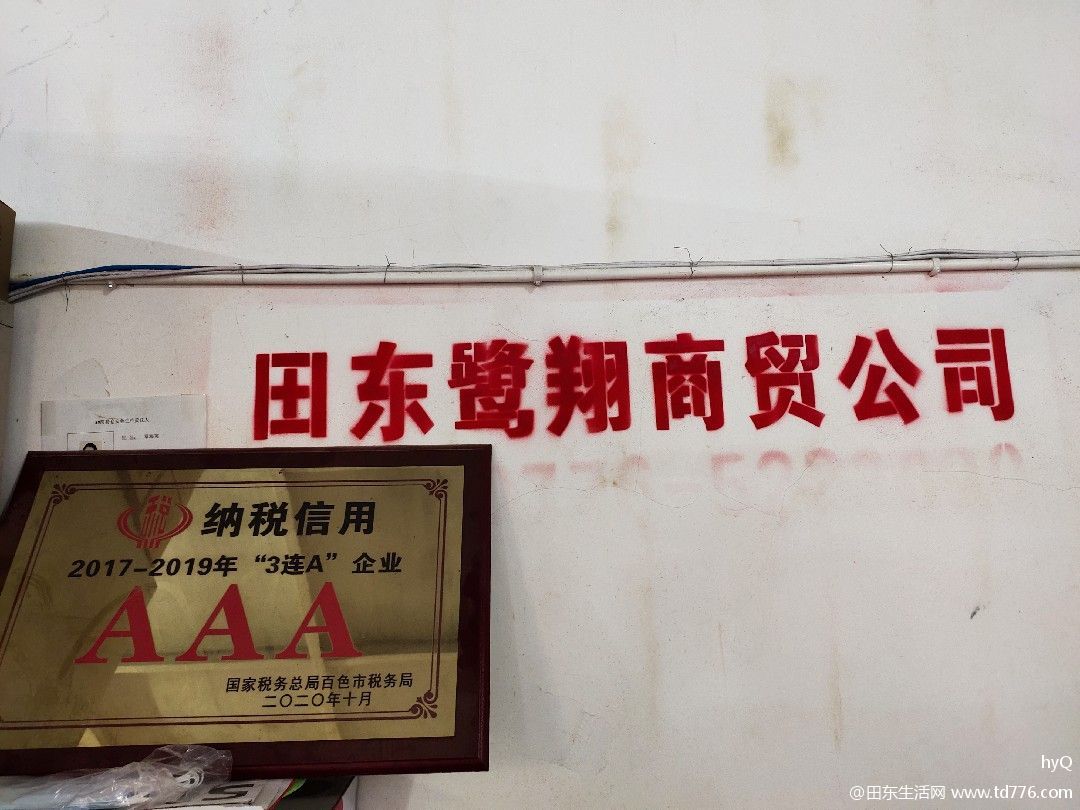 田东鹭翔商贸公司
税 纳税信用
2017-2019年“3连A”企业
AAA
国家税务总局百色市税务局
二〇二〇年十月
hyQ
@田东生活网 www.td776.com